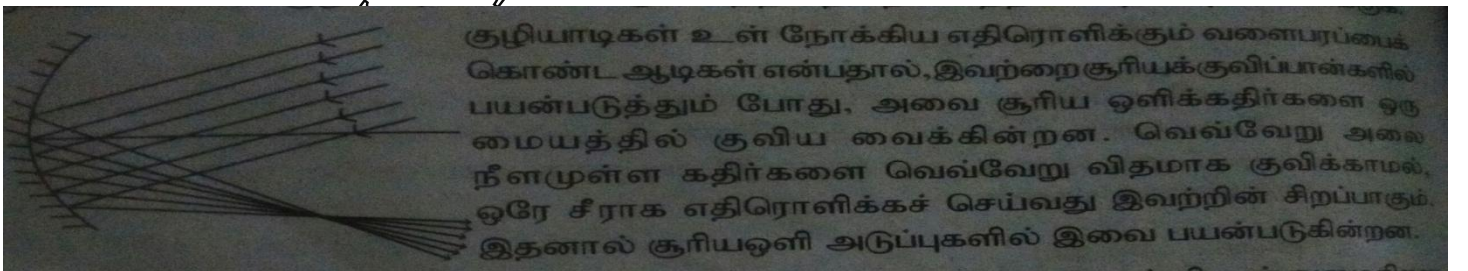 குழியாடிகள் உள் நோக்கிய எதிரொளிக்கும் வளைபரப்பைக்
கொண்ட ஆடிகள் என்பதால், இவற்றை சூரியக்குவிப்பான்களில்
பயன்படுத்தும் போது, அவை சூரிய ஒளிக்கதிர்களை ஒரு
மையத்தில் குவிய வைக்கின்றன. வெவ்வேறு அலை
நீளமுள்ள கதிர்களை வெவ்வேறு விதமாக குவிக்காமல்,
ஒரே சீராக எதிரொளிக்கச் செய்வது இவற்றின் சிறப்பாகும்.
இதனால் சூரியஒளி அடுப்புகளில் இவை பயன்படுகின்றன.